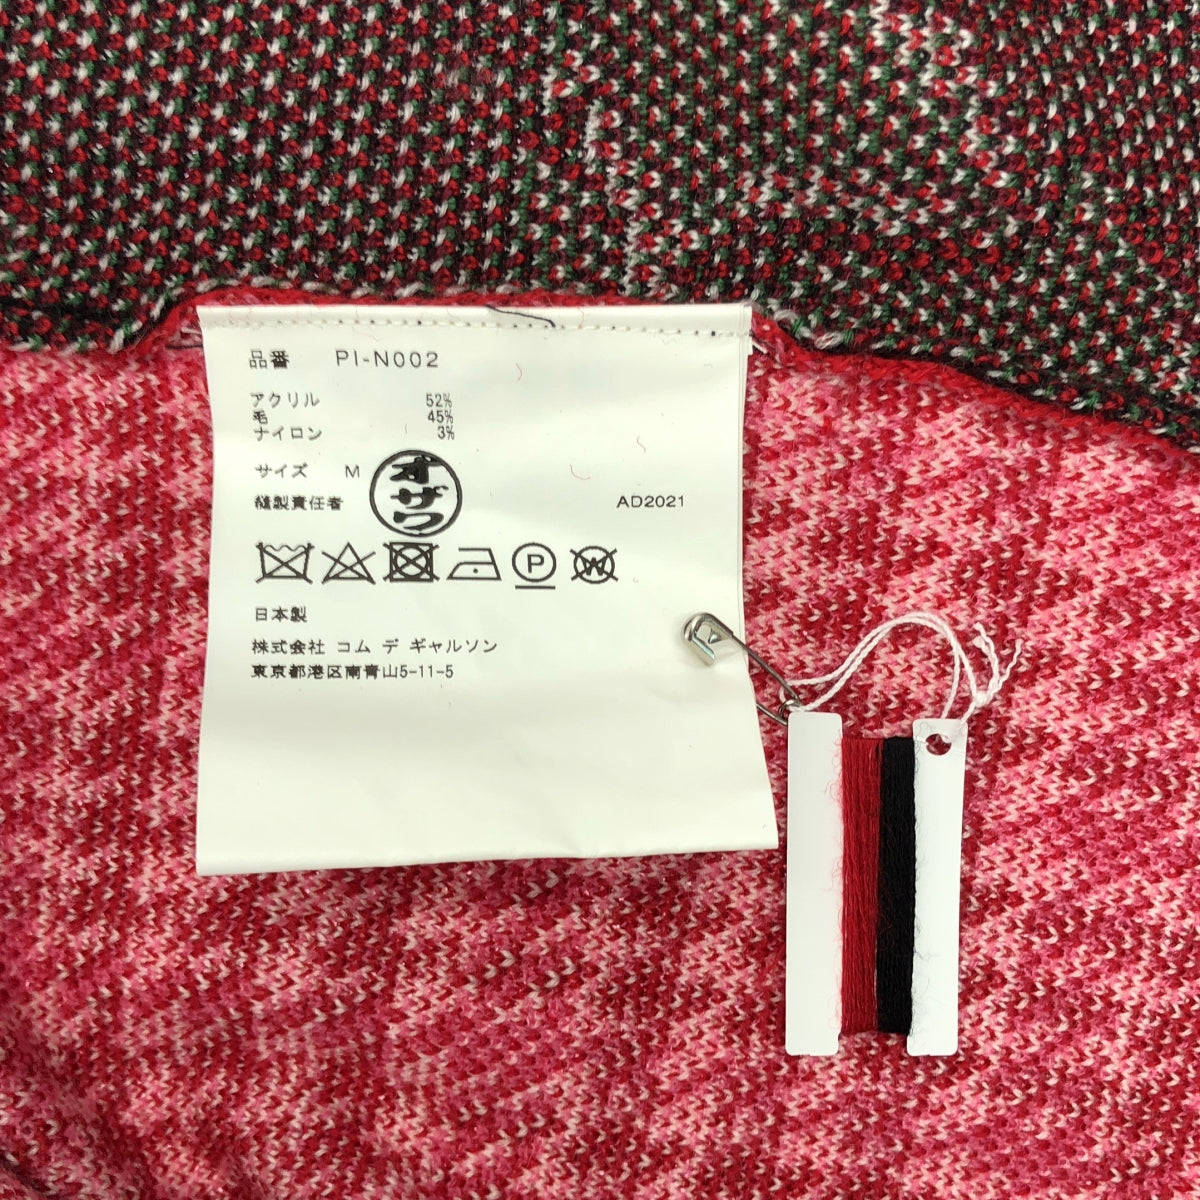 品番 PI-N002
アクリル 52%
毛 45%
ナイロン 3%
サイズ M
縫製責任者 オザワ AD2021
P W
日本製
株式会社 コム デ ギャルソン
東京都港区南青山5-11-5